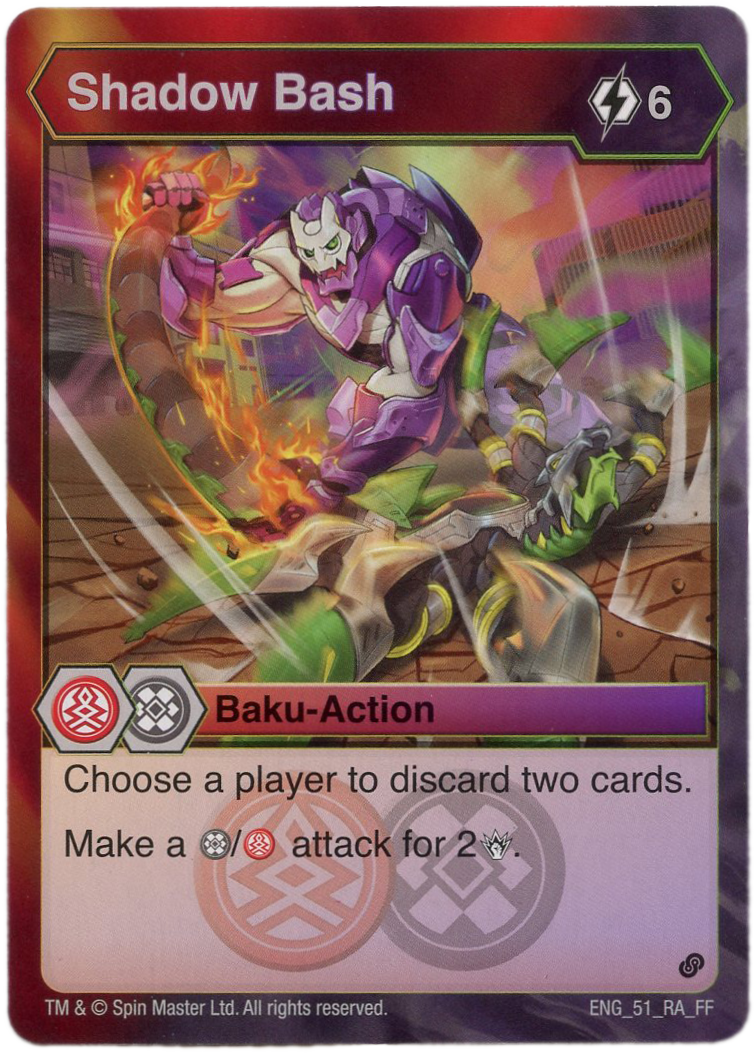 Shadow Bash
6
Baku-Action
Choose a player to discard two cards.
Make a / attack for 2.
TM & © Spin Master Ltd. All rights reserved.
ENG_51_RA_FF